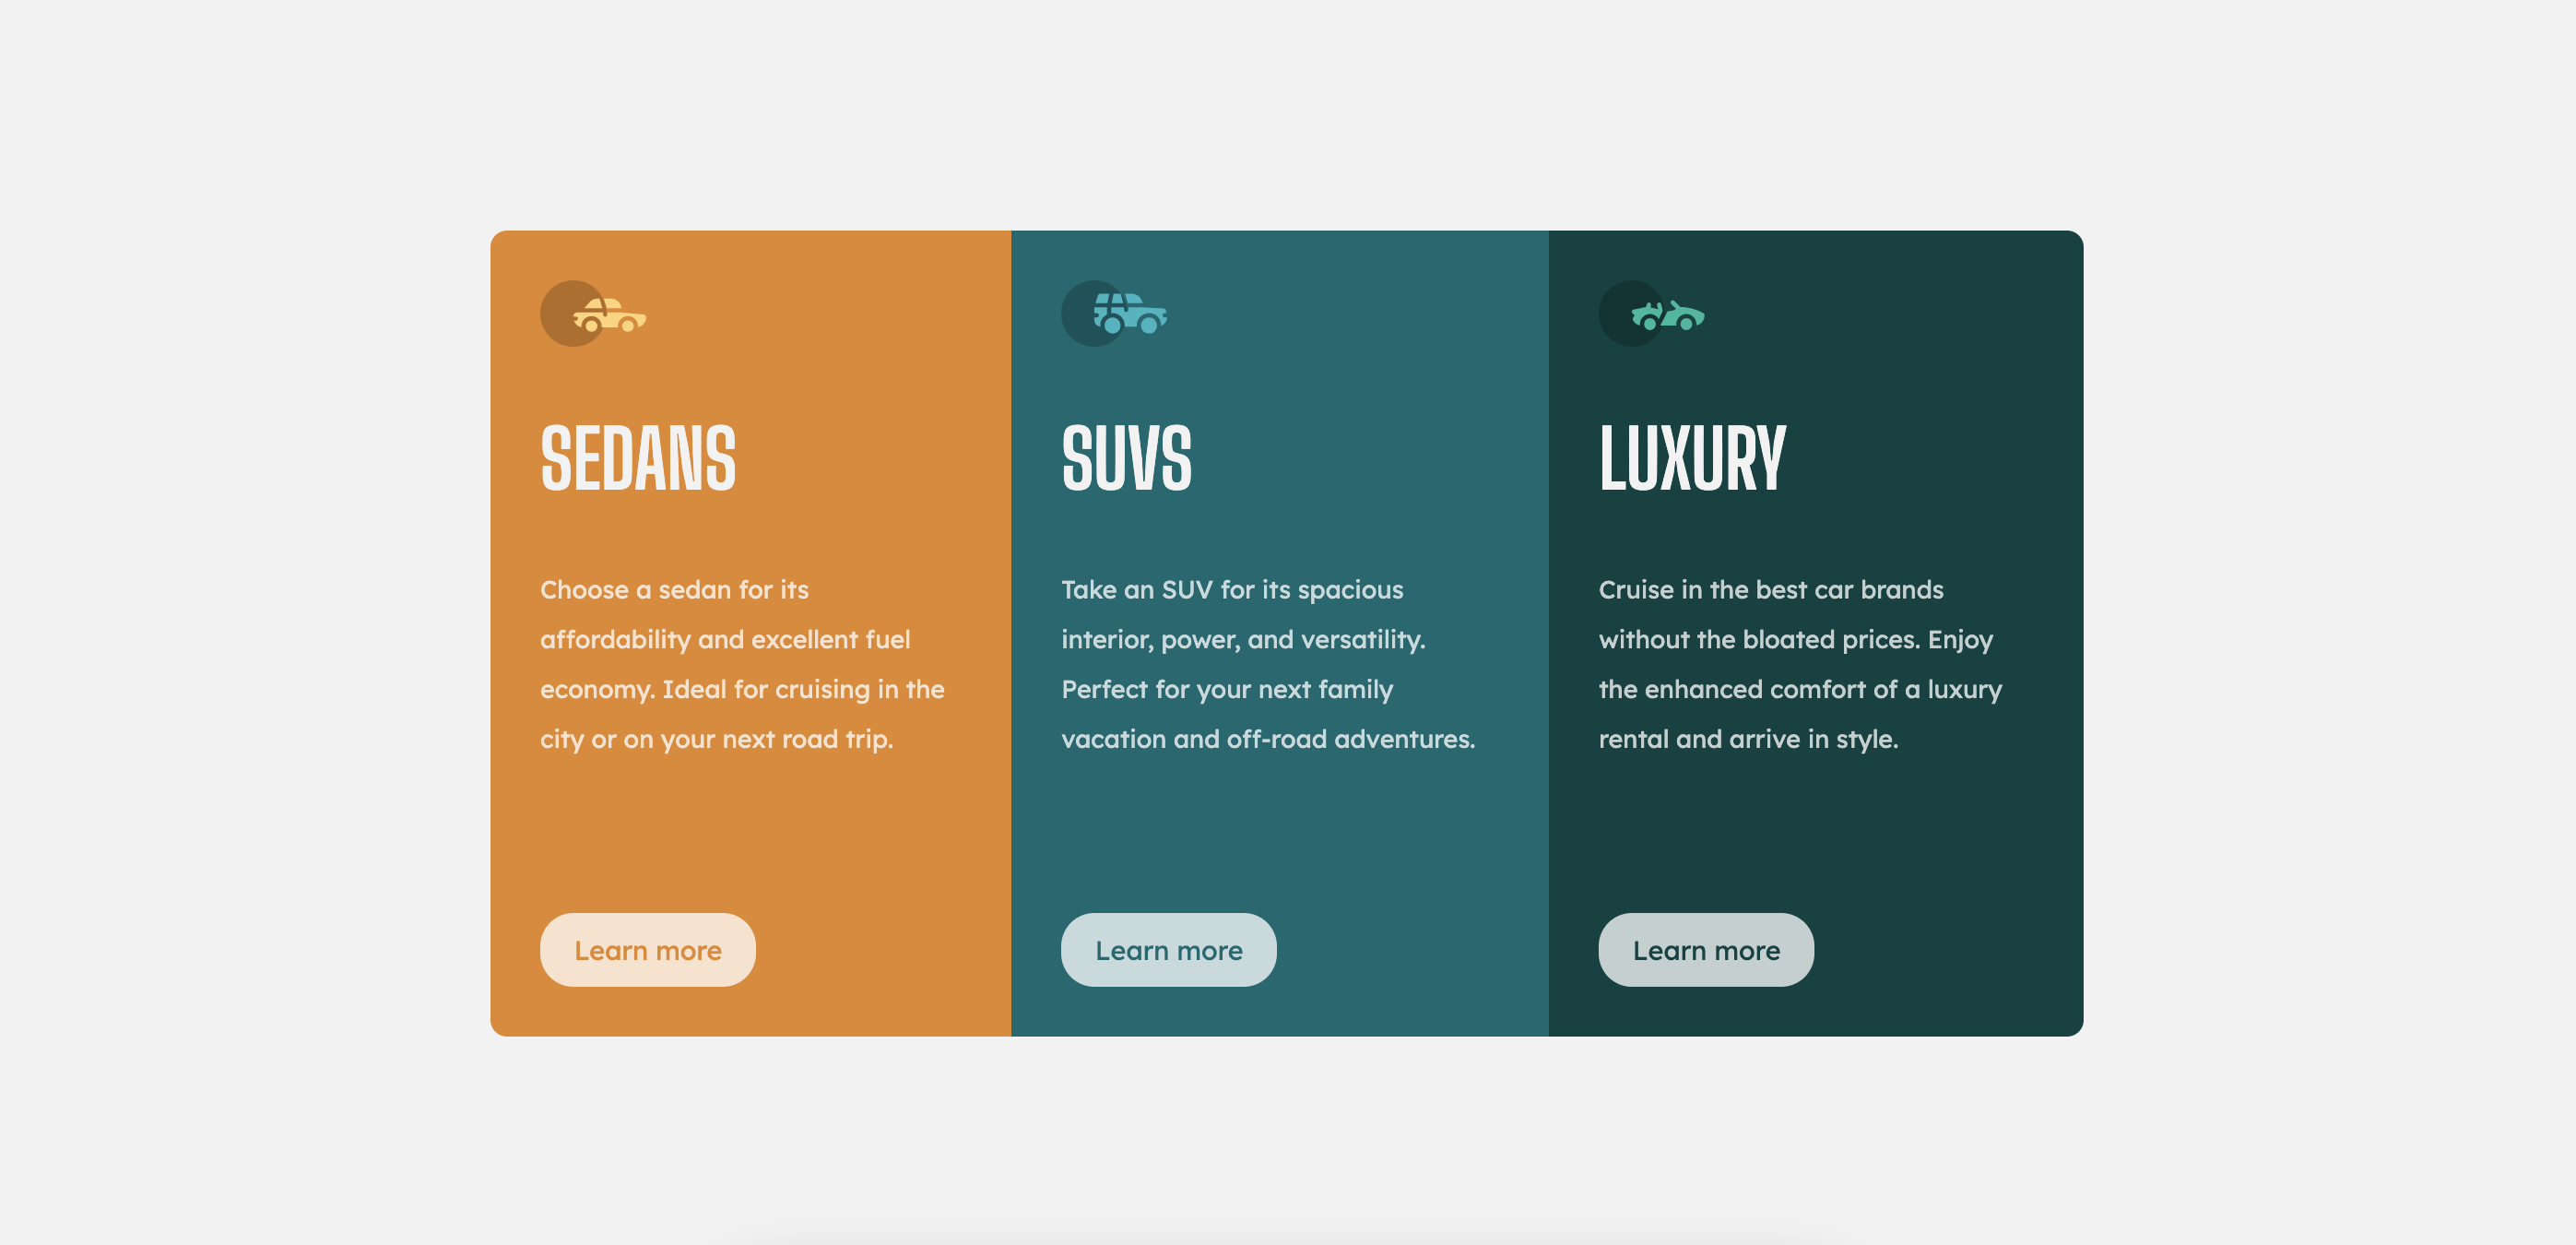 SEDANS
Choose a sedan for its
affordability and excellent fuel
economy. Ideal for cruising in the
city or on your next road trip.
Learn more
SUVS
Take an SUV for its spacious
interior, power, and versatility.
Perfect for your next family
vacation and off-road adventures.
Learn more
LUXURY
Cruise in the best car brands
without the bloated prices. Enjoy
the enhanced comfort of a luxury
rental and arrive in style.
Learn more